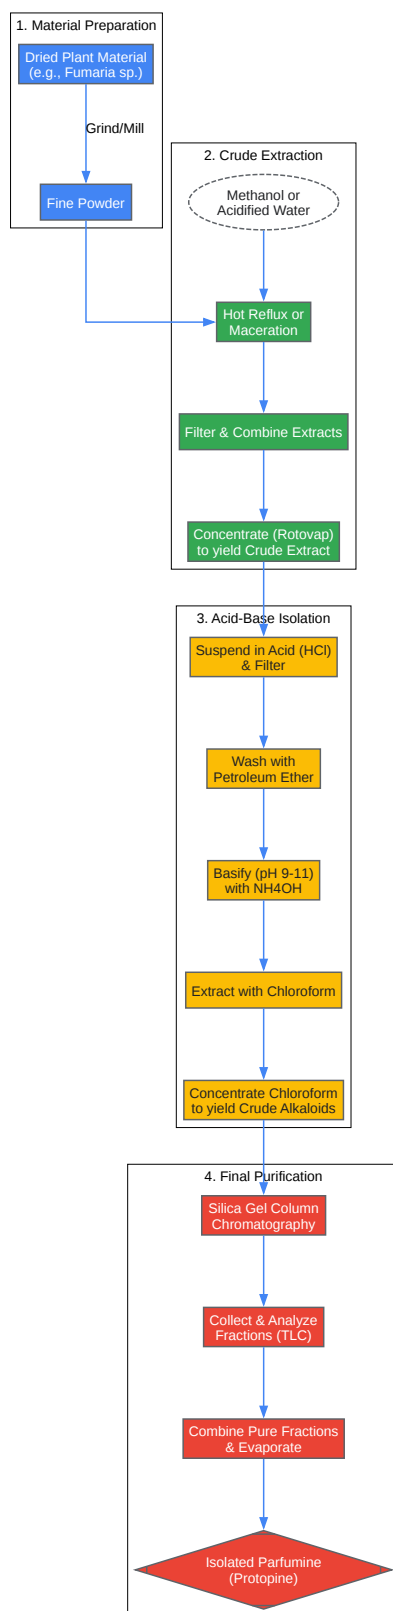 1. Material Preparation
Dried Plant Material
(e.g., Fumaria sp.)
Grind/Mill
Fine Powder
2. Crude Extraction
Methanol or
Acidified Water
Hot Reflux or
Maceration
Filter & Combine Extracts
Concentrate (Rotovap)
to yield Crude Extract
3. Acid-Base Isolation
Suspend in Acid (HCl)
& Filter
Wash with
Petroleum Ether
Basify (pH 9-11)
with NH4OH
Extract with Chloroform
Concentrate Chloroform
to yield Crude Alkaloids
4. Final Purification
Silica Gel Column
Chromatography
Collect & Analyze
Fractions (TLC)
Combine Pure Fractions
& Evaporate
Isolated Parfumine
(Protopine)